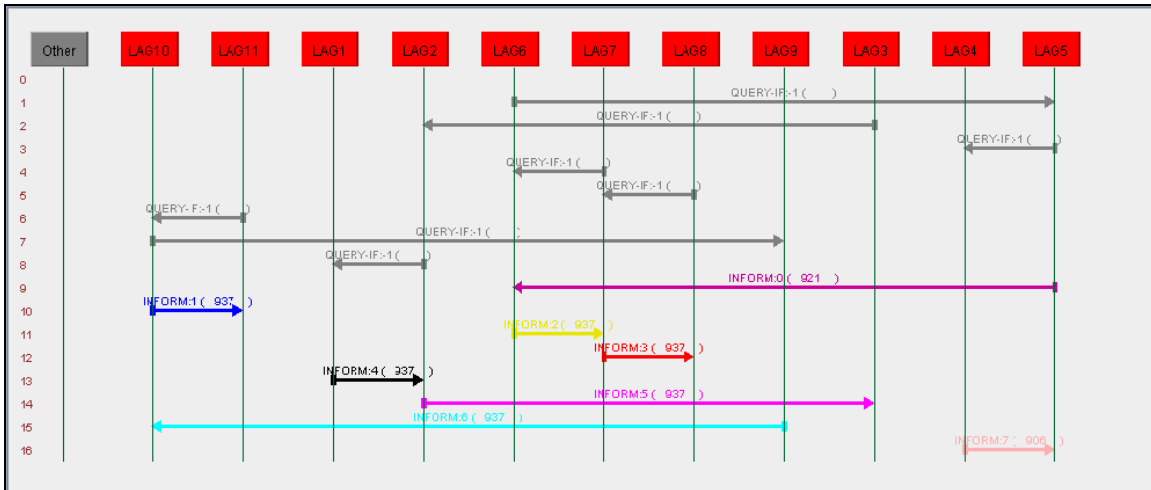 Other LAG10 LAG11 LAG1 LAG2 LAG6 LAG7 LAG8 LAG9 LAG3 LAG4 LAG5
0
1 QUERY-IF:-1 ( )
2 QUERY-IF:-1 ( )
3 QUERY-IF:-1 ( )
4 QUERY-IF:-1 ( )
5 QUERY-IF:-1 ( )
6 QUERY-IF:-1 ( )
7 QUERY-IF:-1 (
8 QUERY-IF:-1 ( )
9 INFORM:0 ( 921 )
10 INFORM:1 ( 937 )
11 INFORM:2 ( 937 )
12 INFORM:3 ( 937 )
13 INFORM:4 ( 937 )
14 INFORM:5 ( 937 )
15 INFORM:6 ( 937 )
16 INFORM:7 ( 906 )